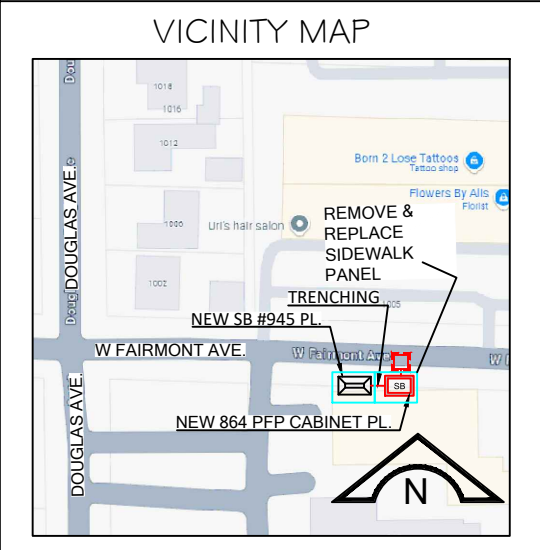 VICINITY MAP
1018
1016
1012
1000
1002
1005
Born 2 Lose Tattoos
Tattoo shop
Flowers By Alis
Florist
Uri's hair salon
REMOVE &
REPLACE
SIDEWALK
PANEL
TRENCHING
NEW SB #945 PL.
DOUGLAS AVE.
W FAIRMONT AVE.
W Fairmont Ave
W
SB
NEW 864 PFP CABINET PL.
DOUGLAS AVE.
N